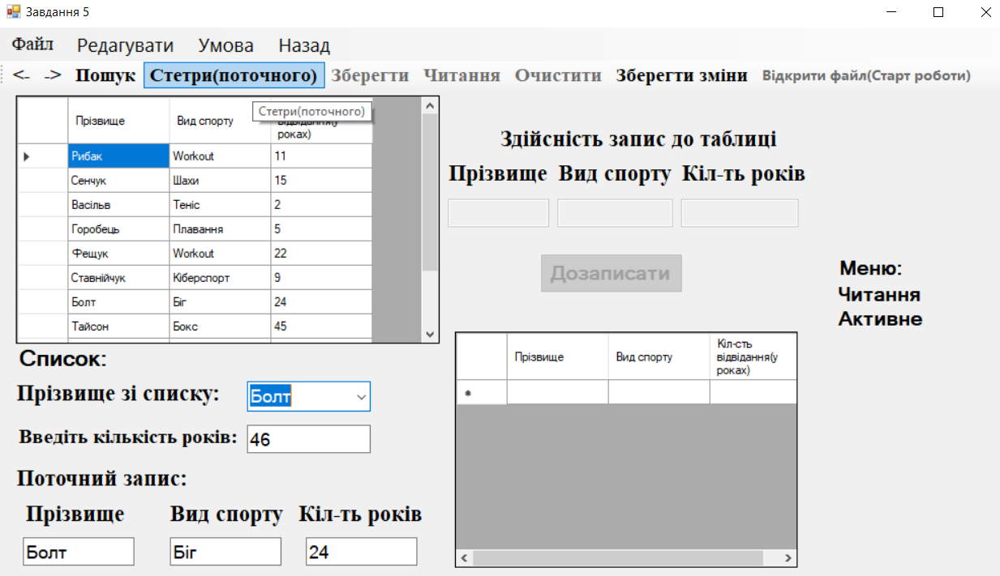 Завдання 5
Файл Редагувати Умова Назад
<- -> Пошук Стетри(поточного) Зберегти Читання Очистити Зберегти зміни Відкрити файл(Старт роботи)
Стетри(поточного)
Прізвище Вид спорту відвідання(у
роках)
Рибак Workout 11
Сенчук Шахи 15
Васільв Теніс 2
Горобець Плавання 5
Фещук Workout 22
Ставнійчук Кіберспорт 9
Болт Біг 24
Тайсон Бокс 45
Здійсність запис до таблиці
Прізвище Вид спорту Кіл-ть років
Дозаписати
Меню:
Читання
Активне
Прізвище Вид спорту Кіл-сть
відвідання(у
роках)
Список:
Прізвище зі списку: Болт
Введіть кількість років: 46
Поточний запис:
Прізвище Вид спорту Кіл-ть років
Болт Біг 24